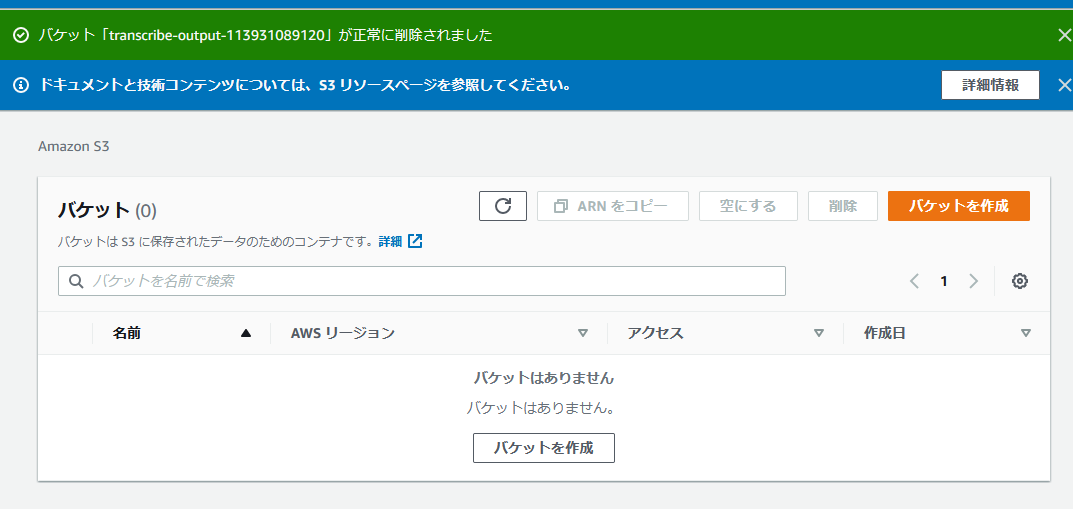 バケット「transcribe-output-113931089120」が正常に削除されました
ドキュメントと技術コンテンツについては、S3 リソースページを参照してください。 詳細情報
Amazon S3
バケット (0) ARN をコピー 空にする 削除 バケットを作成
バケットは S3 に保存されたデータのためのコンテナです。詳細
バケットを名前で検索 1
名前 AWS リージョン アクセス 作成日
バケットはありません
バケットはありません。
バケットを作成